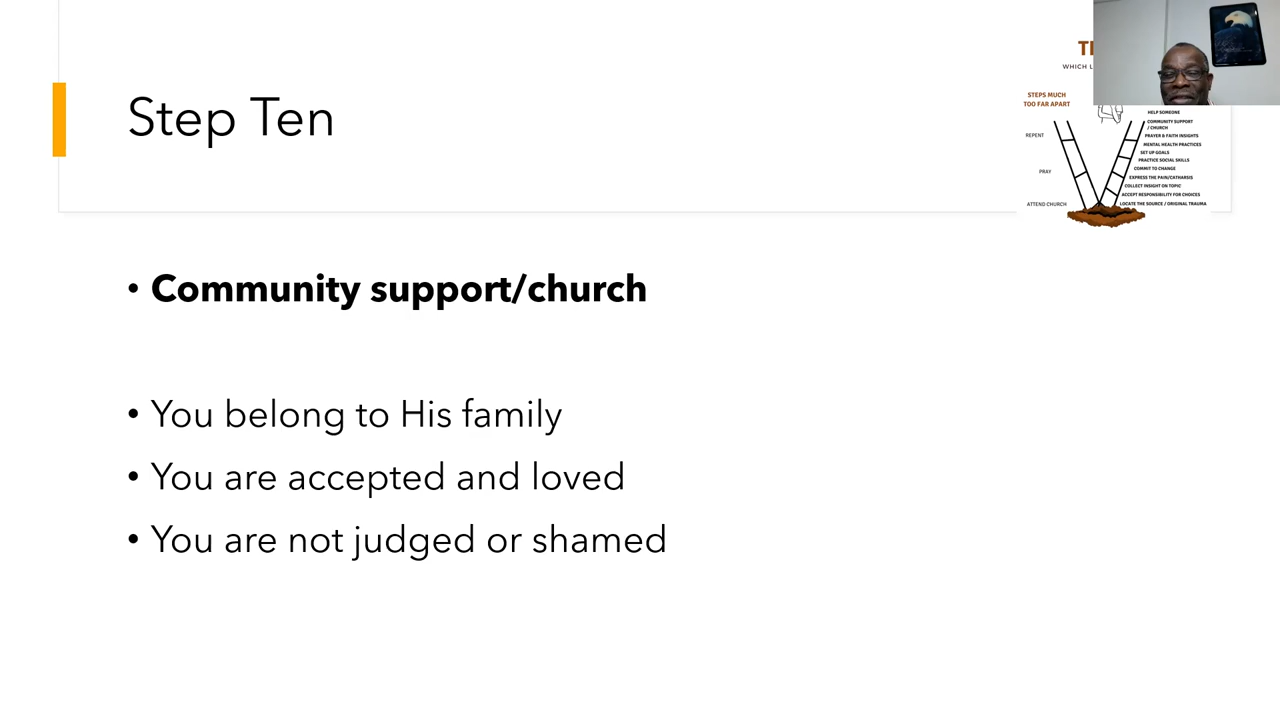 Step Ten
WHICH L
STEPS MUCH
TOO FAR APART
REPENT
PRAY
ATTEND CHURCH
HELP SOMEONE
COMMUNITY SUPPORT
/ CHURCH
PRAYER & FAITH INSIGHTS
MENTAL HEALTH PRACTICES
SET UP GOALS
PRACTICE SOCIAL SKILLS
COMMIT TO CHANGE
EXPRESS THE PAIN/CATHARSIS
COLLECT INSIGHT ON TOPIC
ACCEPT RESPONSIBILITY FOR CHOICES
LOCATE THE SOURCE / ORIGINAL TRAUMA
• Community support/church
• You belong to His family
• You are accepted and loved
• You are not judged or shamed